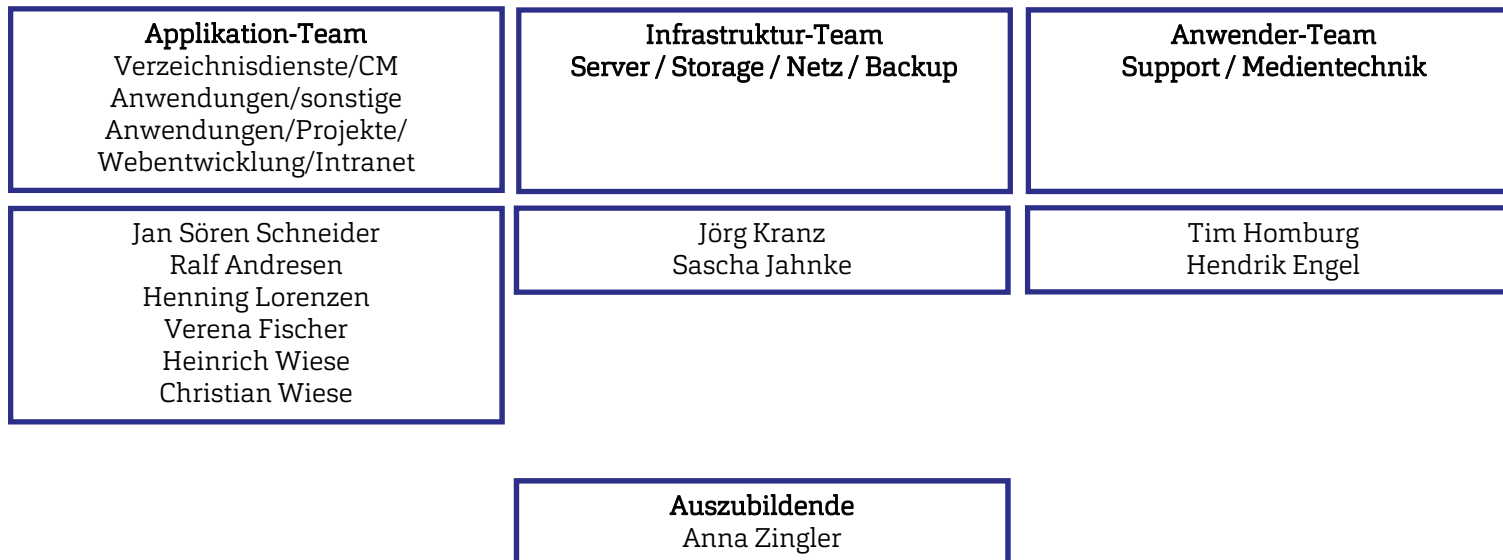 Applikation-Team
Verzeichnisdienste/CM
Anwendungen/sonstige
Anwendungen/Projekte/
Webentwicklung/Intranet
Infrastruktur-Team
Server / Storage / Netz / Backup
Anwender-Team
Support / Medientechnik
Jan Sören Schneider
Ralf Andresen
Henning Lorenzen
Verena Fischer
Heinrich Wiese
Christian Wiese
Jörg Kranz
Sascha Jahnke
Tim Homburg
Hendrik Engel
Auszubildende
Anna Zingler